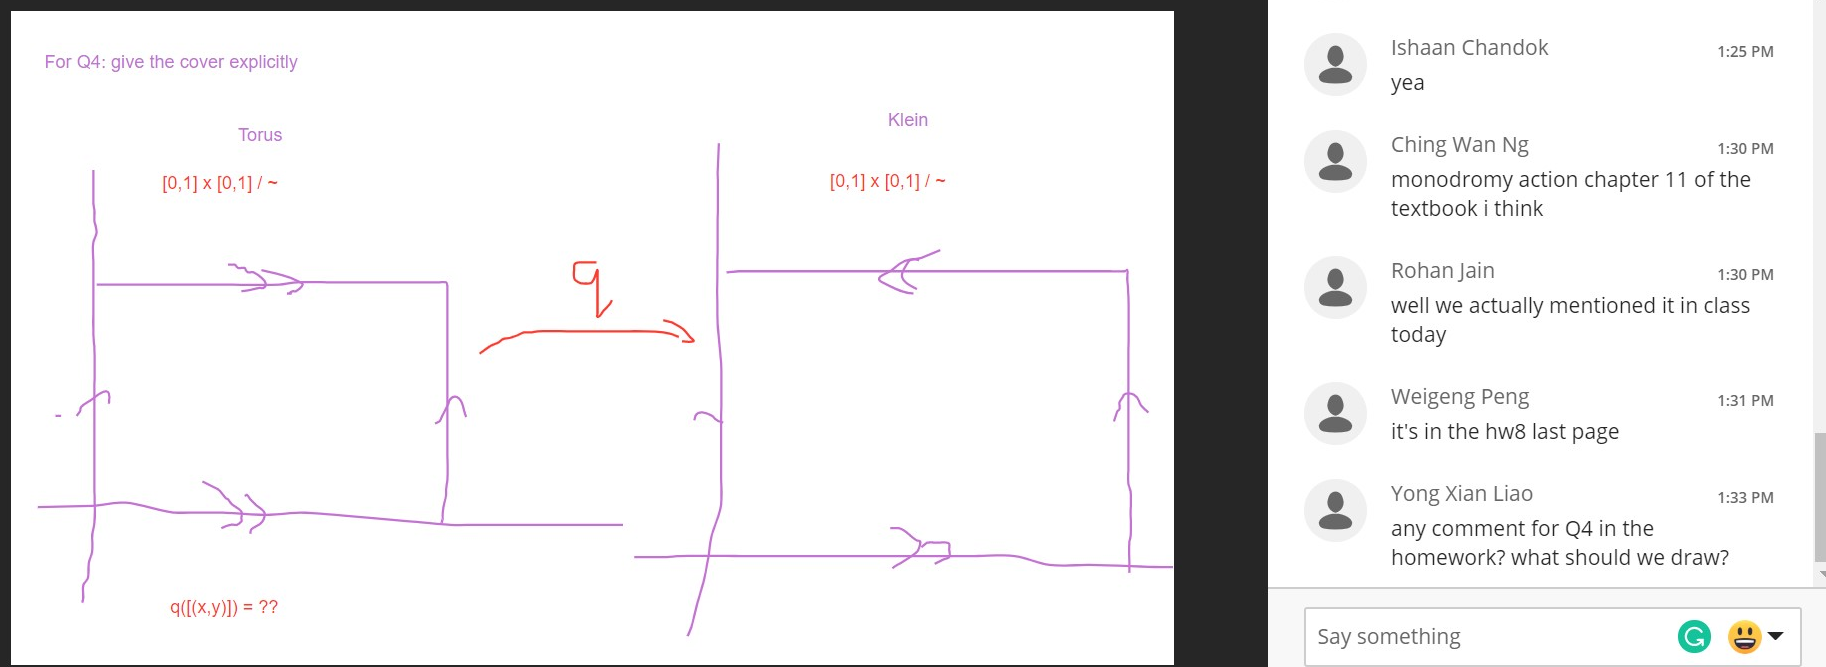 For Q4: give the cover explicitly
Torus
Klein
[0,1] x [0,1] / ~
[0,1] x [0,1] / ~
q
q([(x,y)]) = ??
Ishaan Chandok
1:25 PM
yea
Ching Wan Ng
1:30 PM
monodromy action chapter 11 of the
textbook i think
Rohan Jain
1:30 PM
well we actually mentioned it in class
today
Weigeng Peng
1:31 PM
it's in the hw8 last page
Yong Xian Liao
1:33 PM
any comment for Q4 in the
homework? what should we draw?
Say something